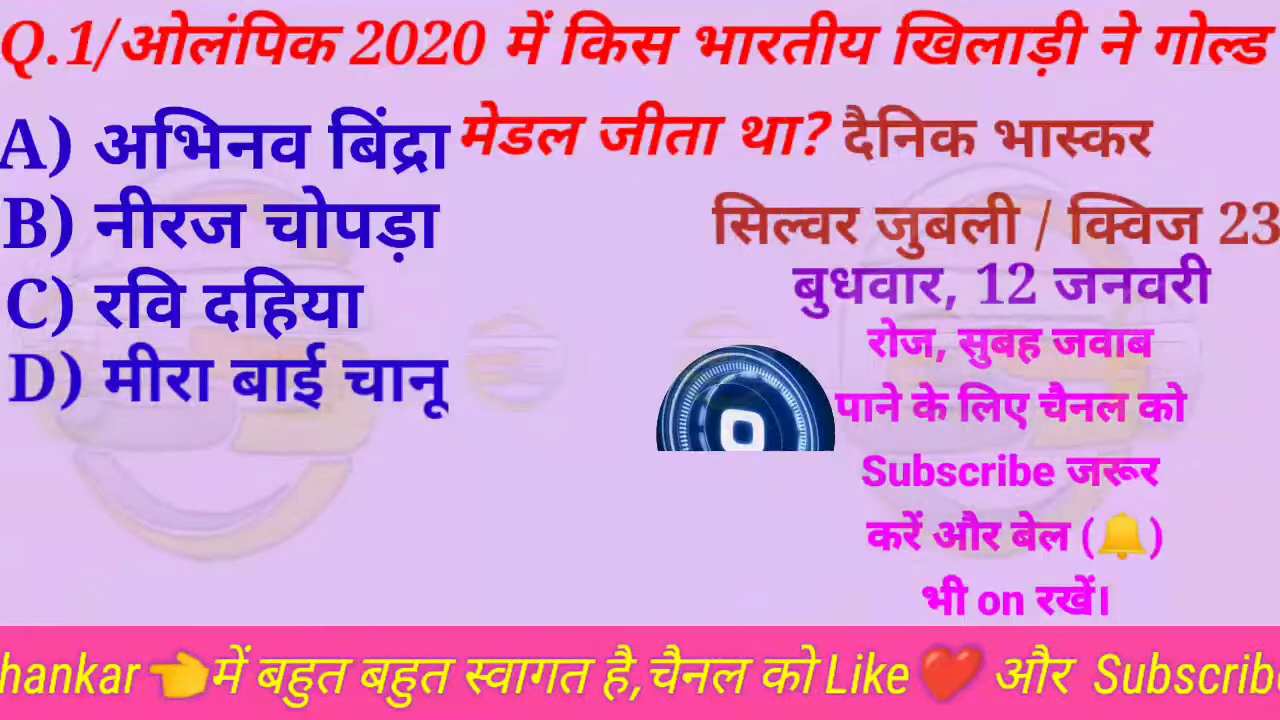 Q.1/ओलंपिक 2020 में किस भारतीय खिलाड़ी ने गोल्ड
मेडल जीता था?
A) अभिनव बिंद्रा
B) नीरज चोपड़ा
C) रवि दहिया
D) मीरा बाई चानू
दैनिक भास्कर
सिल्वर जुबली / क्विज 23
बुधवार, 12 जनवरी
रोज, सुबह जवाब
पाने के लिए चैनल को
Subscribe जरूर
करें और बेल (🔔)
भी on रखें।
hankar👈में बहुत बहुत स्वागत है,चैनल को Like❤️ और Subscrib